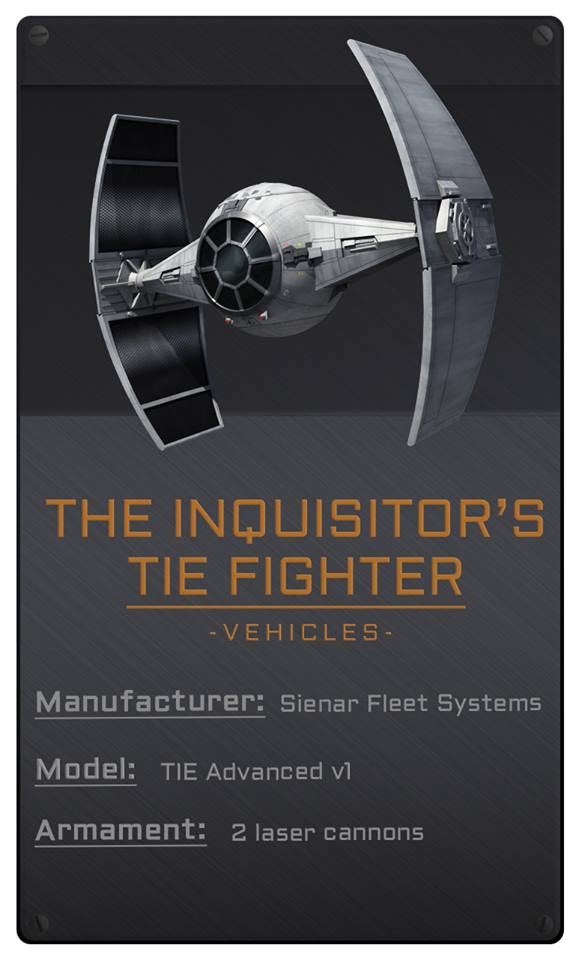 THE INQUISITOR'S
TIE FIGHTER
-VEHICLES-
Manufacturer: Sienar Fleet Systems
Model: TIE Advanced v1
Armament: 2 laser cannons